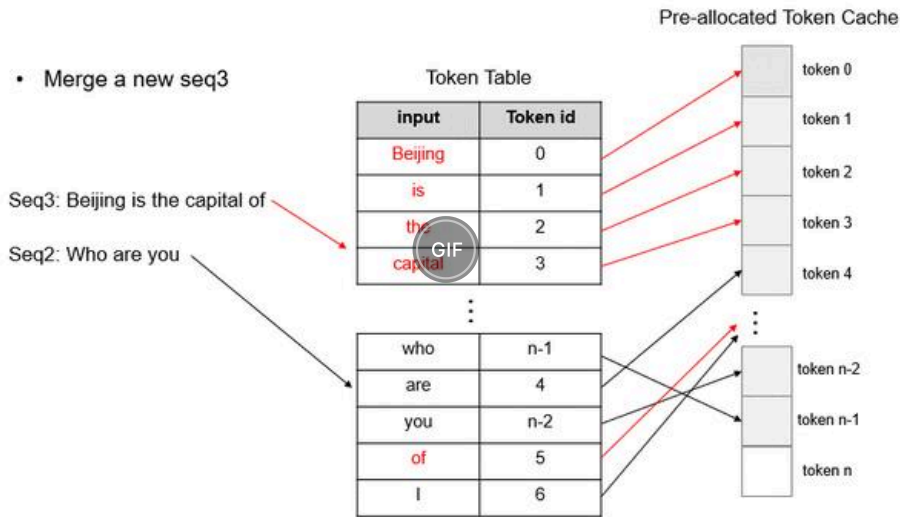 Pre-allocated Token Cache
• Merge a new seq3
Token Table
input Token id
Beijing 0
is 1
the 2
capital 3
⋮
who n-1
are 4
you n-2
of 5
I 6
Seq3: Beijing is the capital of
Seq2: Who are you
GIF
token 0
token 1
token 2
token 3
token 4
⋮
token n-2
token n-1
token n